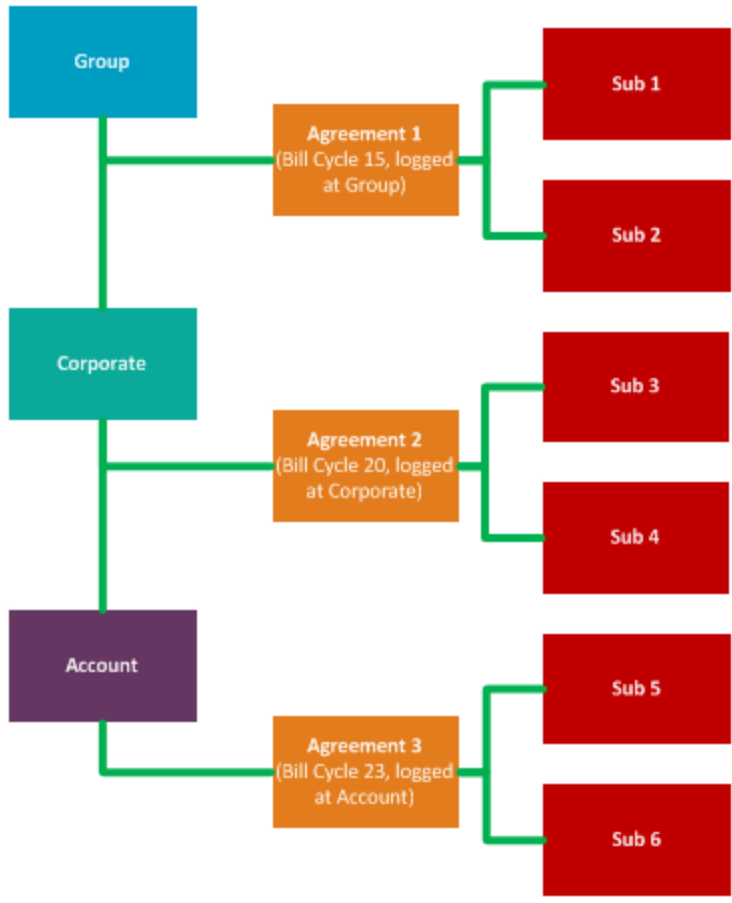 Group
Sub 1
Agreement 1
(Bill Cycle 15, logged
at Group)
Sub 2
Corporate
Sub 3
Agreement 2
(Bill Cycle 20, logged
at Corporate)
Sub 4
Account
Sub 5
Agreement 3
(Bill Cycle 23, logged
at Account)
Sub 6